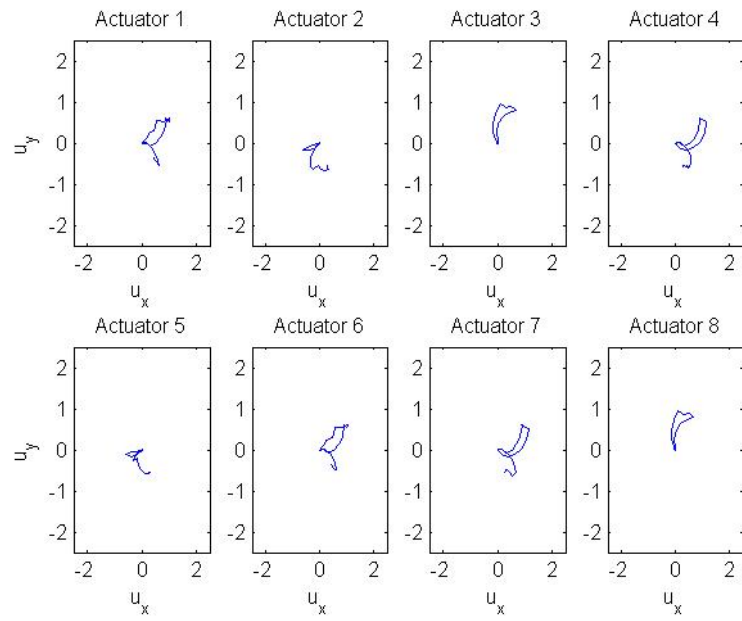 Actuator 1 Actuator 2 Actuator 3 Actuator 4
2 2 2 2
1 1 1 1
u_y 0 0 0 0
-1 -1 -1 -1
-2 -2 -2 -2
-2 0 2 -2 0 2 -2 0 2 -2 0 2
u_x u_x u_x u_x
Actuator 5 Actuator 6 Actuator 7 Actuator 8
2 2 2 2
1 1 1 1
u_y 0 0 0 0
-1 -1 -1 -1
-2 -2 -2 -2
-2 0 2 -2 0 2 -2 0 2 -2 0 2
u_x u_x u_x u_x